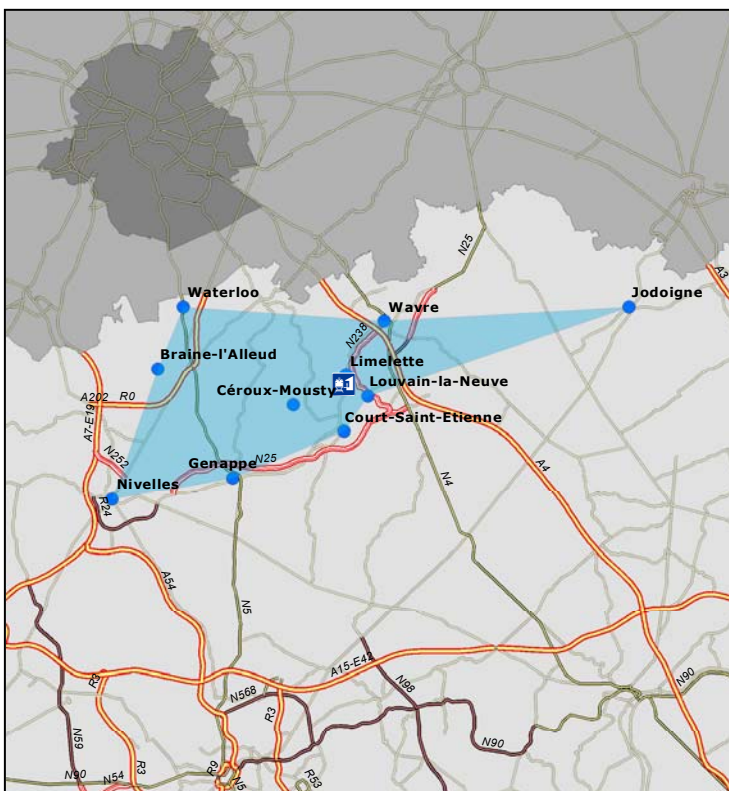 N25
A3
Waterloo
Jodoigne
Wavre
N238
Braine-l'Alleud
Limelette
Louvain-la-Neuve
A202
R0
Céroux-Mousty
A7-E19
Court-Saint-Etienne
N252
Genappe
N25
A4
Nivelles
R24
N4
A54
N5
A15-E42
R3
N568
N98
N90
R3
N59
N90
R9
N90
N54
R3
N5
R53